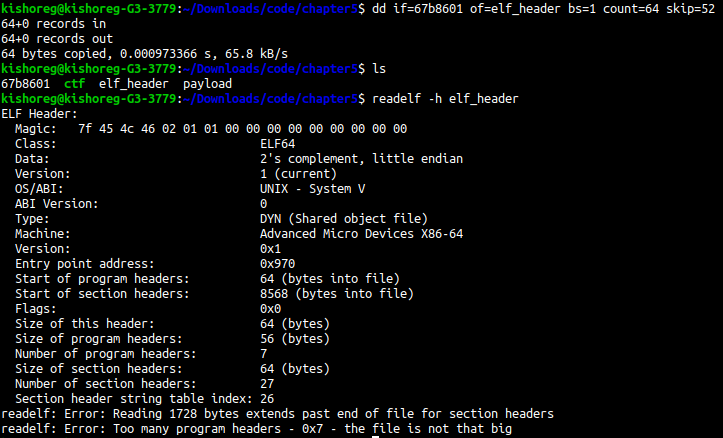 kishoreg@kishoreg-G3-3779:~/Downloads/code/chapter5$ dd if=67b8601 of=elf_header bs=1 count=64 skip=52
64+0 records in
64+0 records out
64 bytes copied, 0.000973366 s, 65.8 kB/s
kishoreg@kishoreg-G3-3779:~/Downloads/code/chapter5$ ls
67b8601  ctf  elf_header  payload
kishoreg@kishoreg-G3-3779:~/Downloads/code/chapter5$ readelf -h elf_header
ELF Header:
  Magic:   7f 45 4c 46 02 01 01 00 00 00 00 00 00 00 00 00
  Class:                             ELF64
  Data:                              2's complement, little endian
  Version:                           1 (current)
  OS/ABI:                            UNIX - System V
  ABI Version:                       0
  Type:                              DYN (Shared object file)
  Machine:                           Advanced Micro Devices X86-64
  Version:                           0x1
  Entry point address:               0x970
  Start of program headers:          64 (bytes into file)
  Start of section headers:          8568 (bytes into file)
  Flags:                             0x0
  Size of this header:               64 (bytes)
  Size of program headers:           56 (bytes)
  Number of program headers:         7
  Size of section headers:           64 (bytes)
  Number of section headers:         27
  Section header string table index: 26
readelf: Error: Reading 1728 bytes extends past end of file for section headers
readelf: Error: Too many program headers - 0x7 - the file is not that big